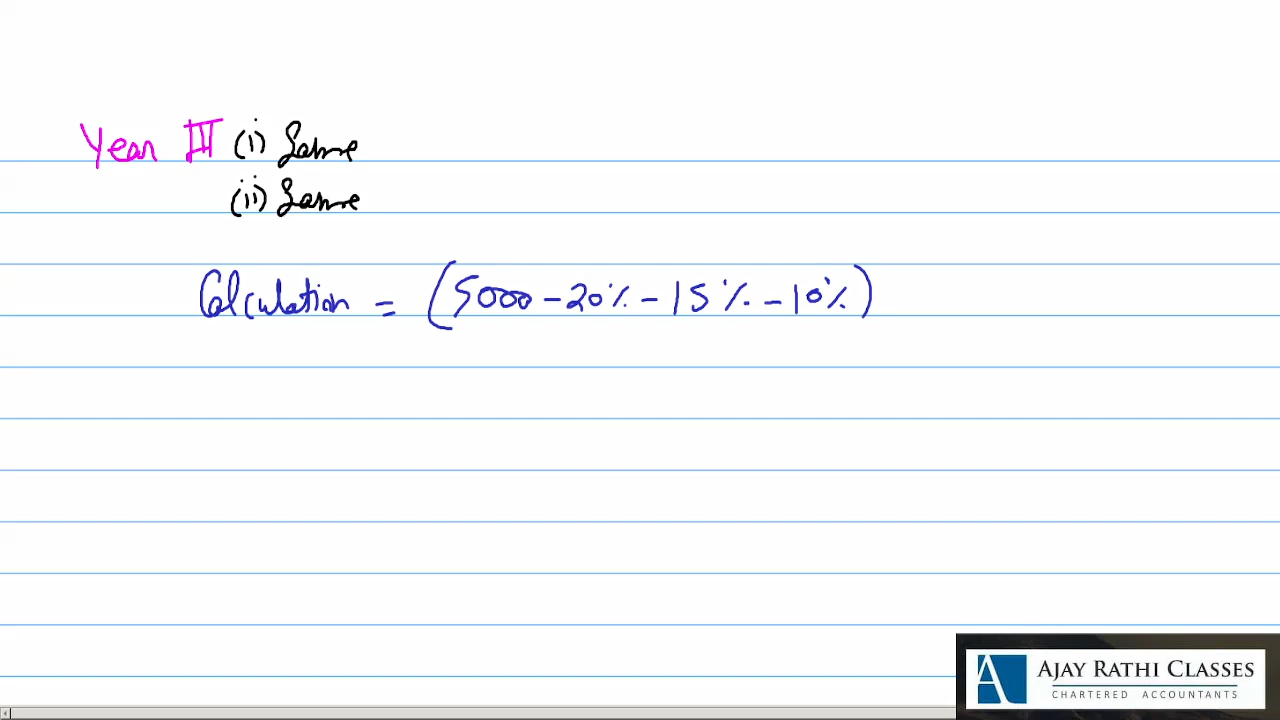 Year III (i) Same
(ii) Same
Calculation = (5000 - 20% - 15% - 10%)
AJAY RATHI CLASSES
CHARTERED ACCOUNTANTS